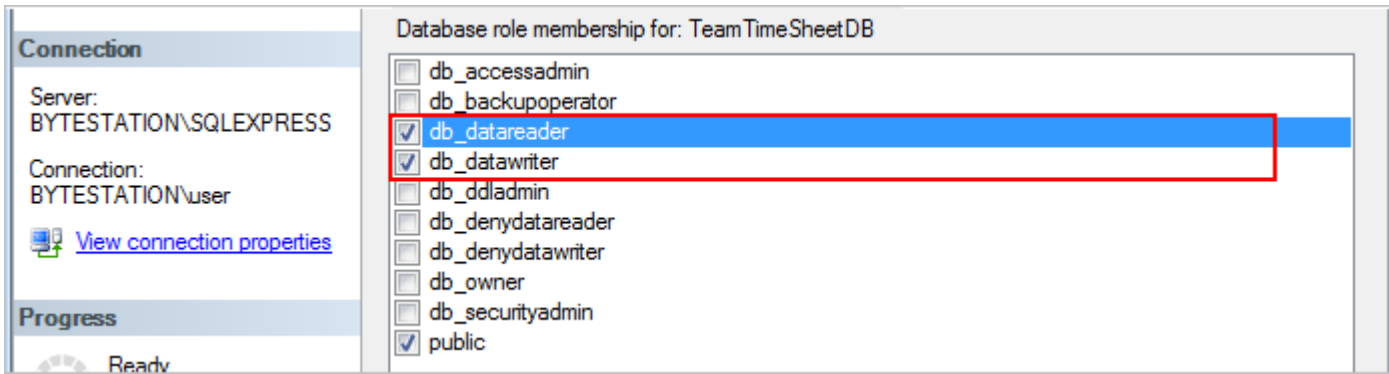 Connection
Server:
BYTESTATION\SQLEXPRESS
Connection:
BYTESTATION\user
View connection properties
Progress
Ready
Database role membership for: TeamTimeSheetDB
db_accessadmin
db_backupoperator
db_datareader
db_datawriter
db_ddladmin
db_denydatareader
db_denydatawriter
db_owner
db_securityadmin
public